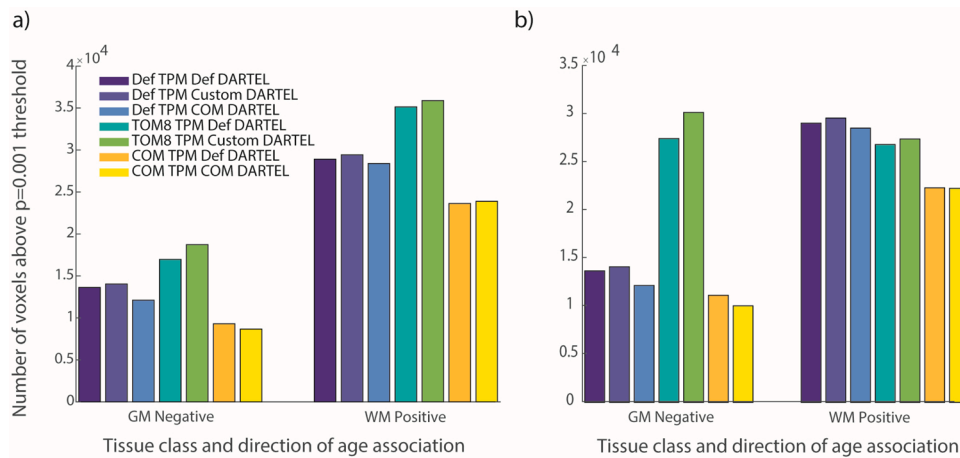 a)
Number of voxels above p=0.001 threshold
4×10⁴
3.5
3
2.5
2
1.5
1
0.5
0
Def TPM Def DARTEL
Def TPM Custom DARTEL
Def TPM COM DARTEL
TOM8 TPM Def DARTEL
TOM8 TPM Custom DARTEL
COM TPM Def DARTEL
COM TPM COM DARTEL
GM Negative
WM Positive
Tissue class and direction of age association
b)
×10⁴
3.5
3
2.5
2
1.5
1
0.5
0
GM Negative
WM Positive
Tissue class and direction of age association